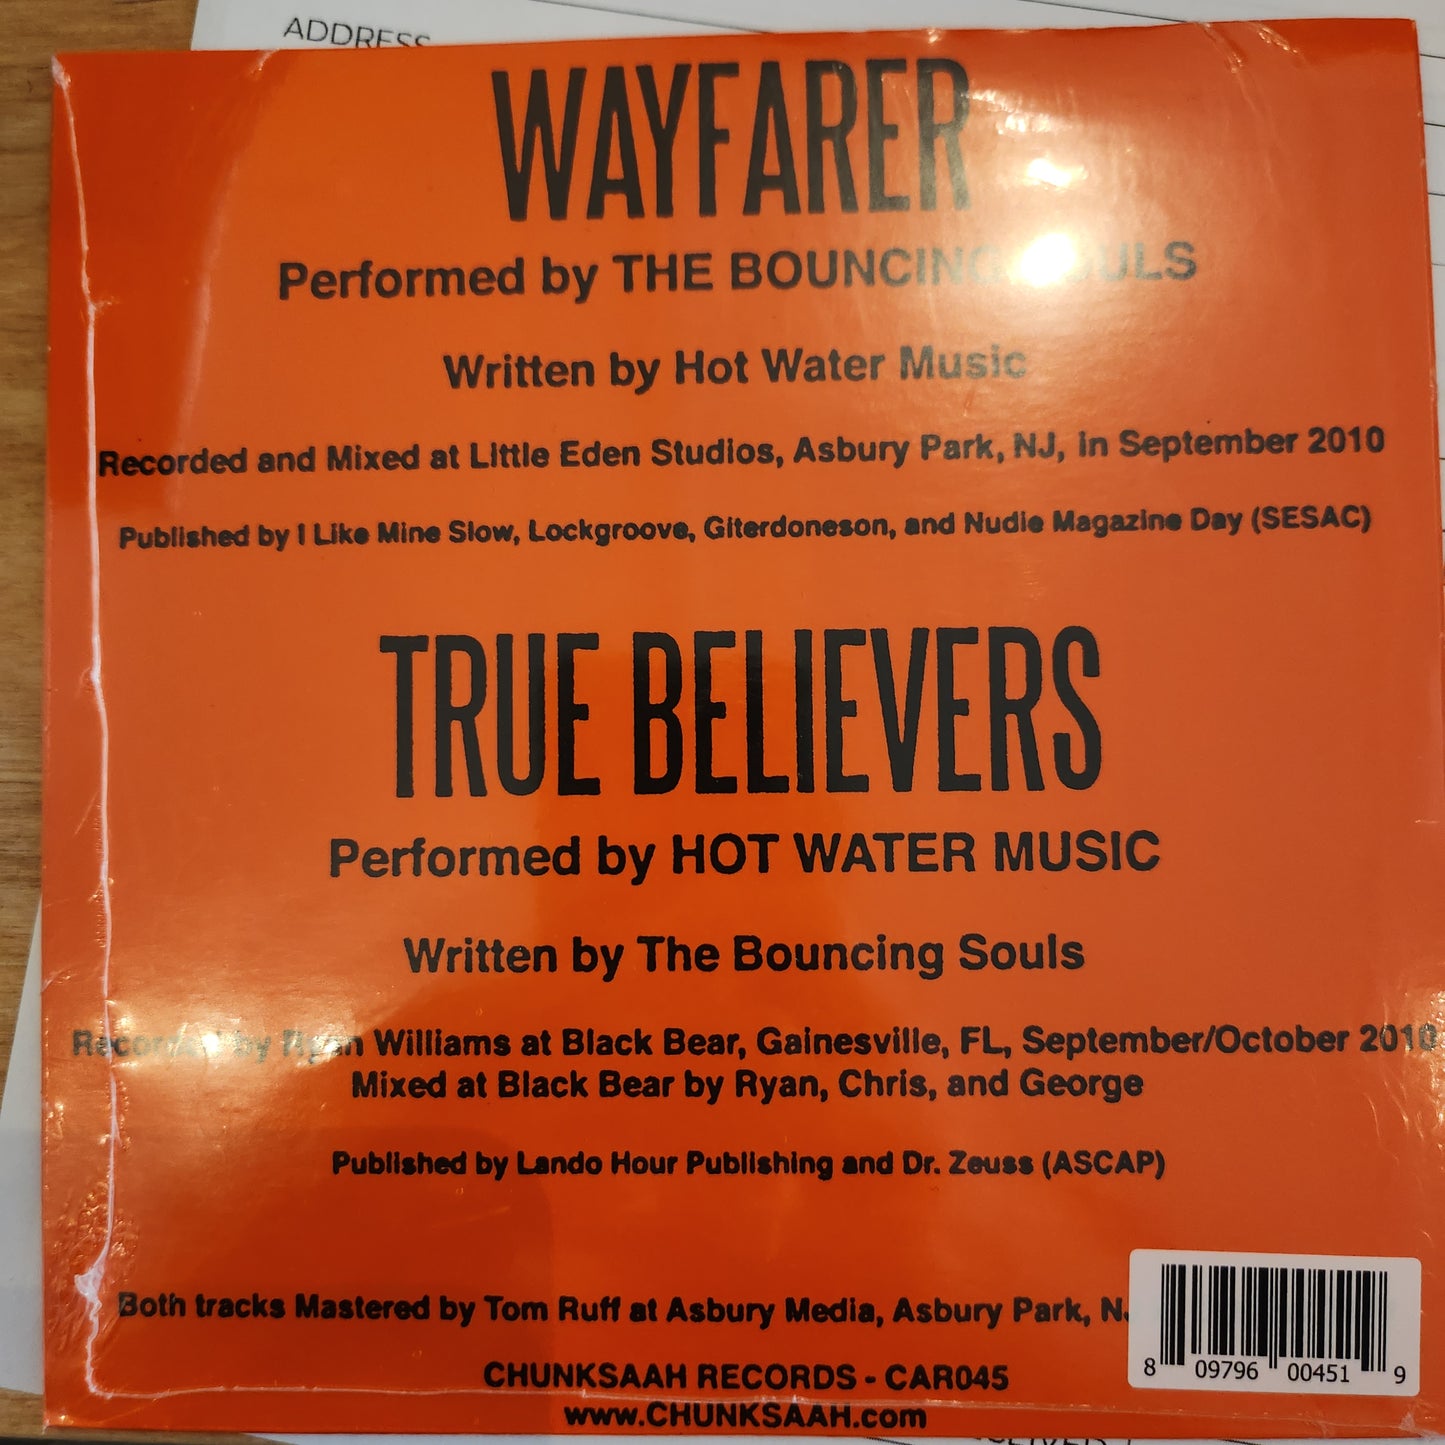 ADDRESS
WAYFARER
Performed by THE BOUNCING SOULS
Written by Hot Water Music
Recorded and Mixed at Little Eden Studios, Asbury Park, NJ, in September 2010
Published by I Like Mine Slow, Lockgroove, Giterdoneson, and Nudie Magazine Day (SESAC)
TRUE BELIEVERS
Performed by HOT WATER MUSIC
Written by The Bouncing Souls
Recorded by Ryan Williams at Black Bear, Gainesville, FL, September/October 2010
Mixed at Black Bear by Ryan, Chris, and George
Published by Lando Hour Publishing and Dr. Zeuss (ASCAP)
Both tracks Mastered by Tom Ruff at Asbury Media, Asbury Park, NJ
8 09796 00451 9
CHUNKSAAH RECORDS - CAR045
www.CHUNKSAAH.com